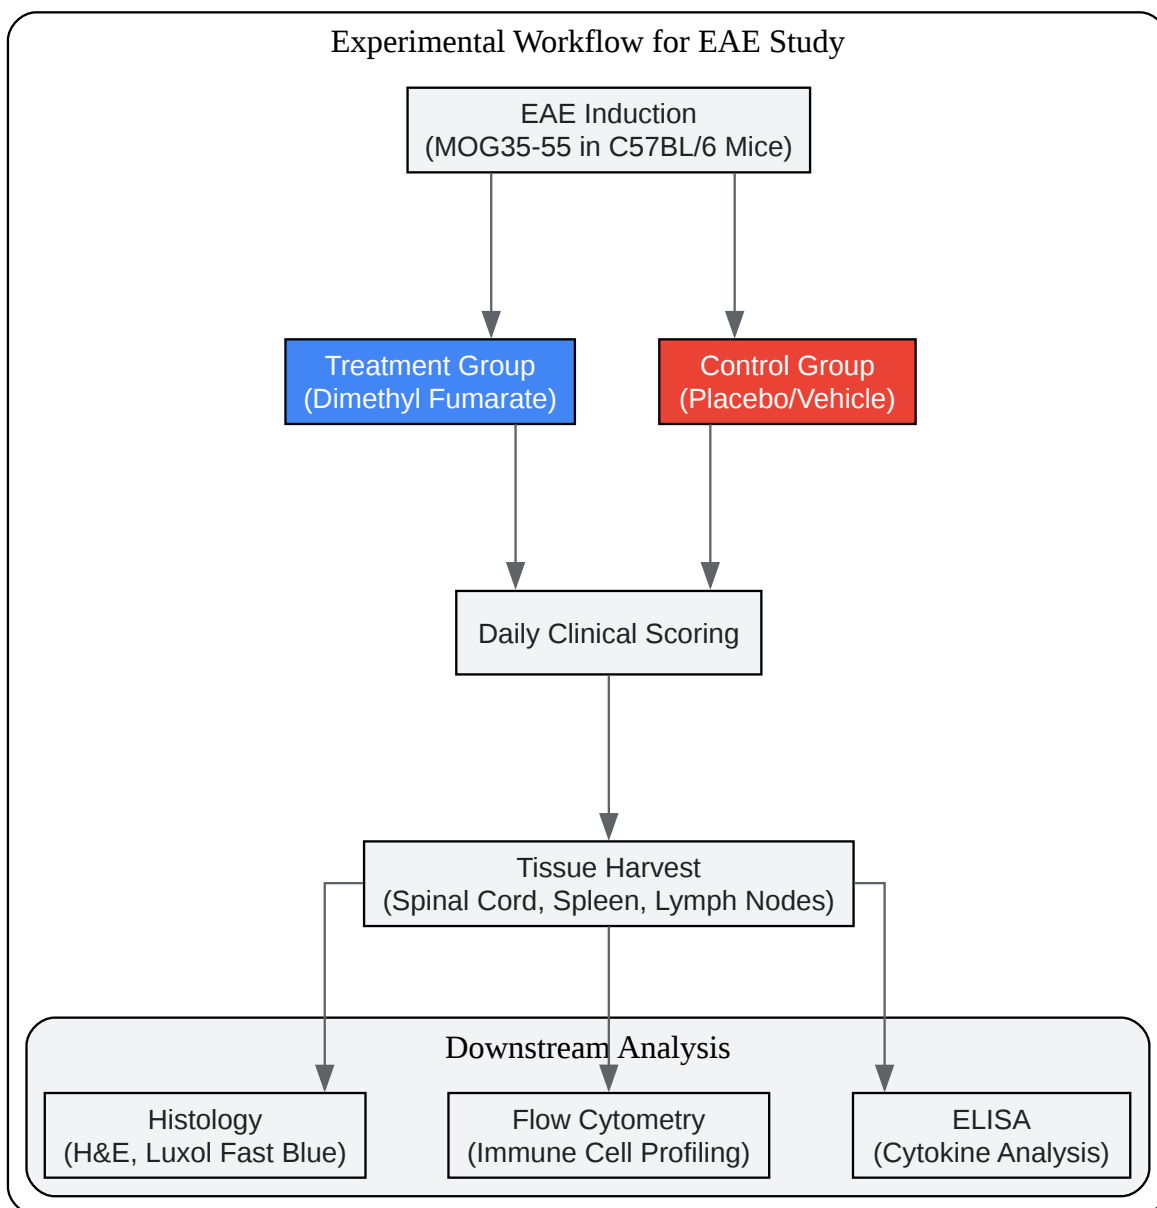 Experimental Workflow for EAE Study
EAE Induction
(MOG35-55 in C57BL/6 Mice)
Treatment Group
(Dimethyl Fumarate)
Control Group
(Placebo/Vehicle)
Daily Clinical Scoring
Tissue Harvest
(Spinal Cord, Spleen, Lymph Nodes)
Downstream Analysis
Histology
(H&E, Luxol Fast Blue)
Flow Cytometry
(Immune Cell Profiling)
ELISA
(Cytokine Analysis)